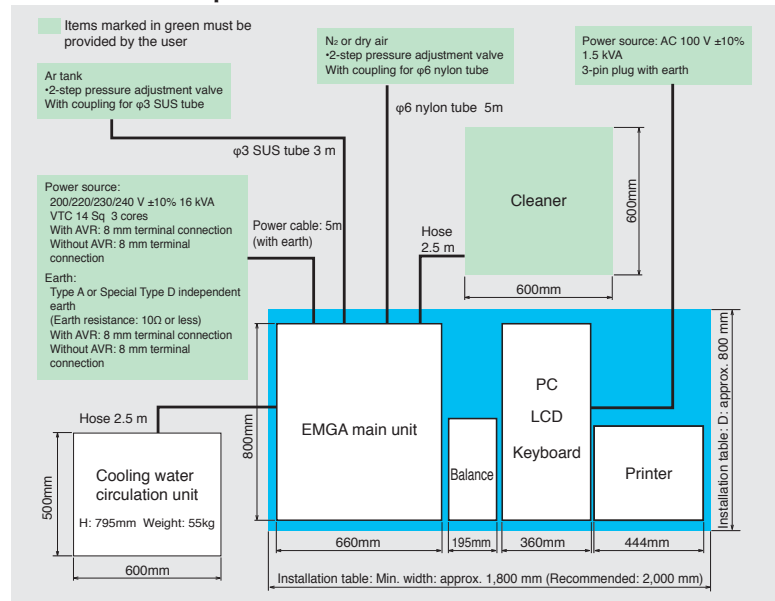 Items marked in green must be
provided by the user
Ar tank
•2-step pressure adjustment valve
With coupling for φ3 SUS tube
N₂ or dry air
•2-step pressure adjustment valve
With coupling for φ6 nylon tube
Power source: AC 100 V ±10%
1.5 kVA
3-pin plug with earth
φ6 nylon tube 5m
φ3 SUS tube 3 m
Power source:
200/220/230/240 V ±10% 16 kVA
VTC 14 Sq 3 cores
With AVR: 8 mm terminal connection
Without AVR: 8 mm terminal
connection
Earth:
Type A or Special Type D independent
earth
(Earth resistance: 10Ω or less)
With AVR: 8 mm terminal connection
Without AVR: 8 mm terminal
connection
Power cable: 5m
(with earth)
Hose
2.5 m
Cleaner
600mm
600mm
Hose 2.5 m
Cooling water
circulation unit
H: 795mm Weight: 55kg
500mm
600mm
800mm
EMGA main unit
Balance
PC
LCD
Keyboard
Printer
660mm
195mm
360mm
444mm
Installation table: D: approx. 800 mm
Installation table: Min. width: approx. 1,800 mm (Recommended: 2,000 mm)